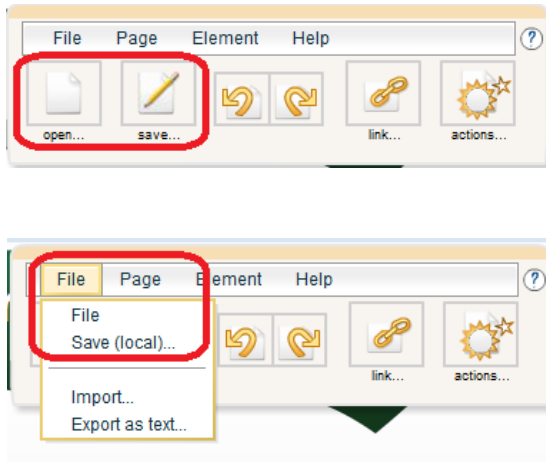 File Page Element Help ?
open... save... link... actions...
File Page Element Help ?
File
Save (local)...
link... actions...
Import...
Export as text...